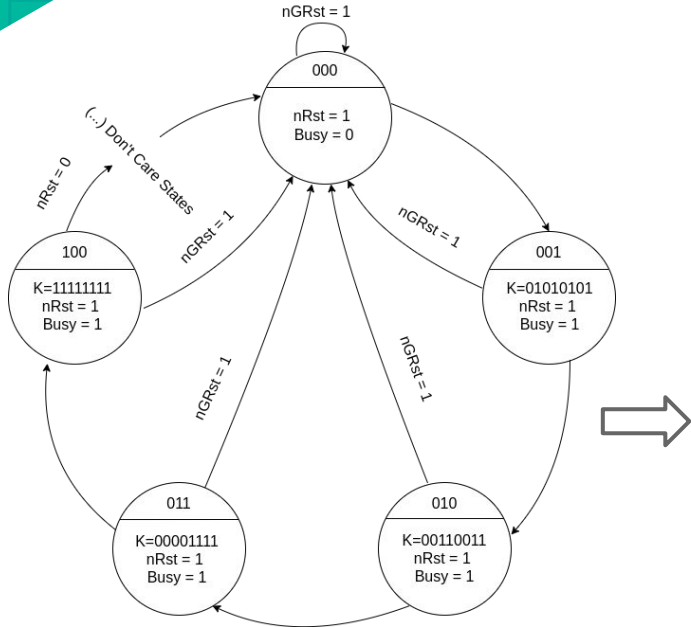 nGRst = 1
000
nRst = 1
Busy = 0
(...) Don't Care States
nRst = 0
nGRst = 1
nGRst = 1
100
K=11111111
nRst = 1
Busy = 1
001
K=01010101
nRst = 1
Busy = 1
nGRst = 1
nGRst = 1
011
K=00001111
nRst = 1
Busy = 1
010
K=00110011
nRst = 1
Busy = 1